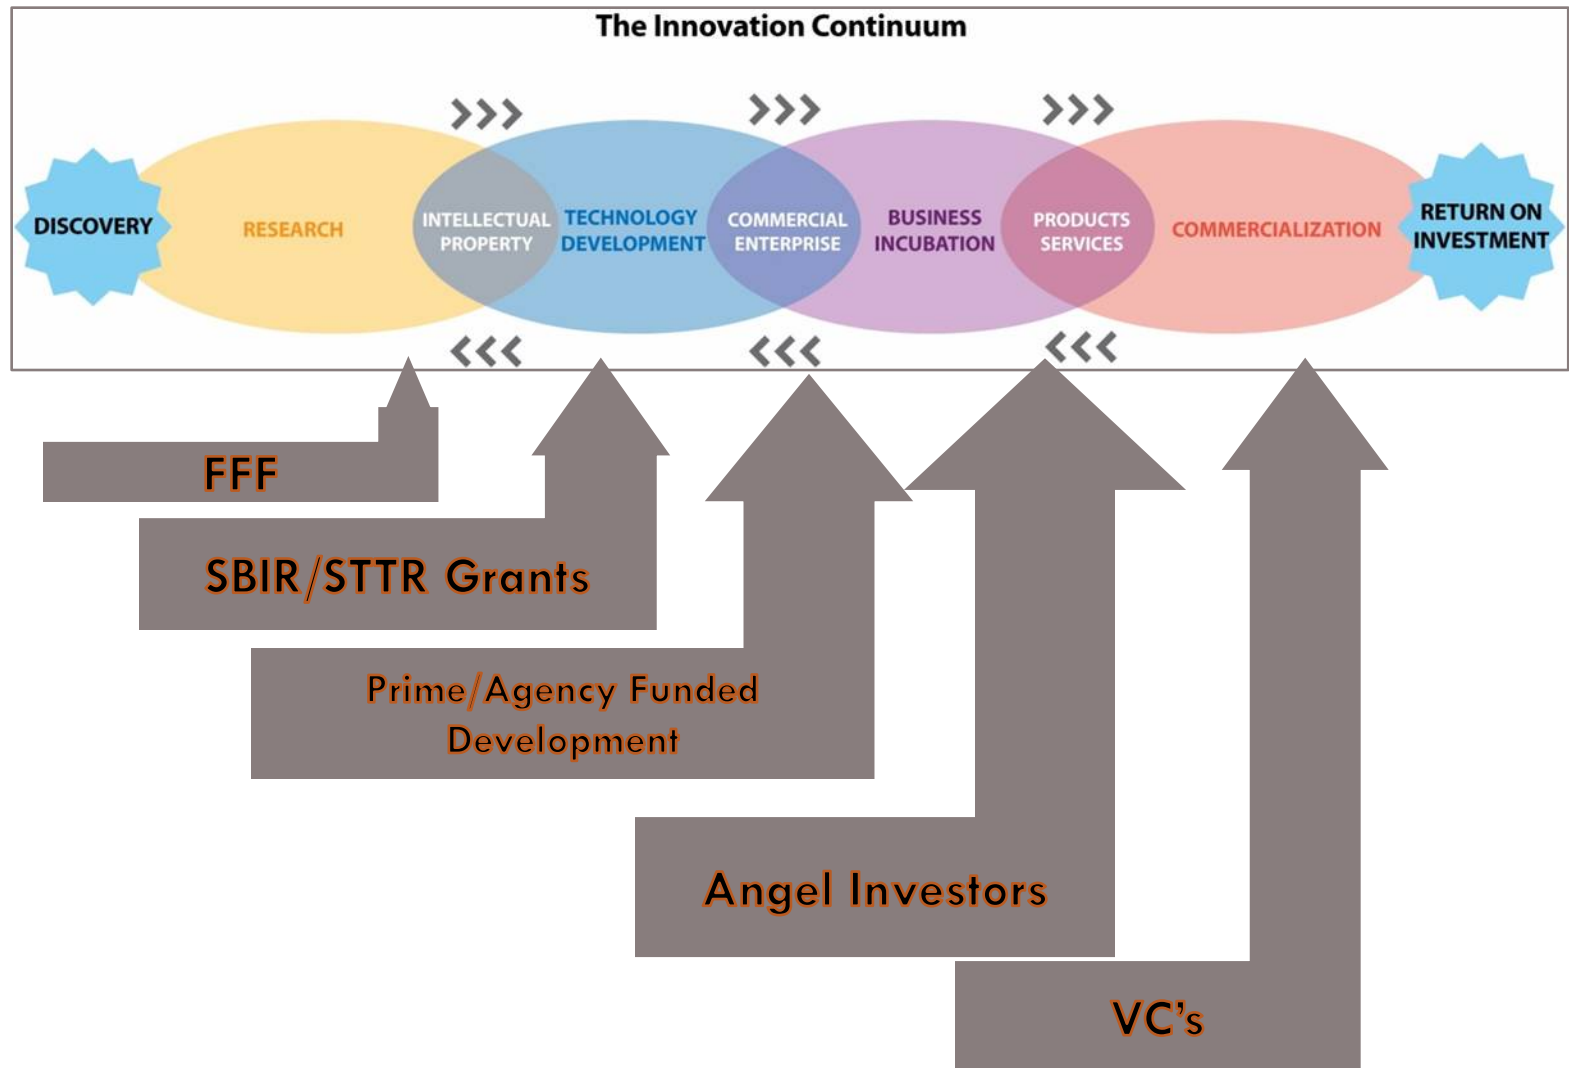 The Innovation Continuum
DISCOVERY
RESEARCH
INTELLECTUAL
PROPERTY
TECHNOLOGY
DEVELOPMENT
COMMERCIAL
ENTERPRISE
BUSINESS
INCUBATION
PRODUCTS
SERVICES
COMMERCIALIZATION
RETURN ON
INVESTMENT
FFF
SBIR/STTR Grants
Prime/Agency Funded
Development
Angel Investors
VC’s